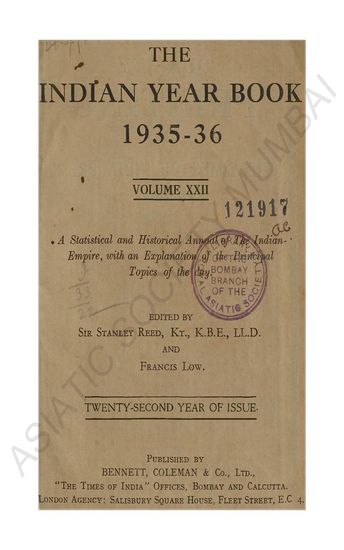 THE
INDIAN YEAR BOOK
1935-36
VOLUME XXII
121917
A Statistical and Historical Annual of The Indian
Empire, with an Explanation of the Principal
Topics of the day.
BOMBAY
BRANCH
OF THE
ASIATIC SOCIETY
EDITED BY
SIR STANLEY REED, KT., K.B.E., LL.D.
AND
FRANCIS LOW.
TWENTY-SECOND YEAR OF ISSUE.
PUBLISHED BY
BENNETT, COLEMAN & Co., LTD.,
"THE TIMES OF INDIA" OFFICES, BOMBAY AND CALCUTTA.
LONDON AGENCY: SALISBURY SQUARE HOUSE, FLEET STREET, E.C 4.
ASIATIC SOCIETY MUMBAI